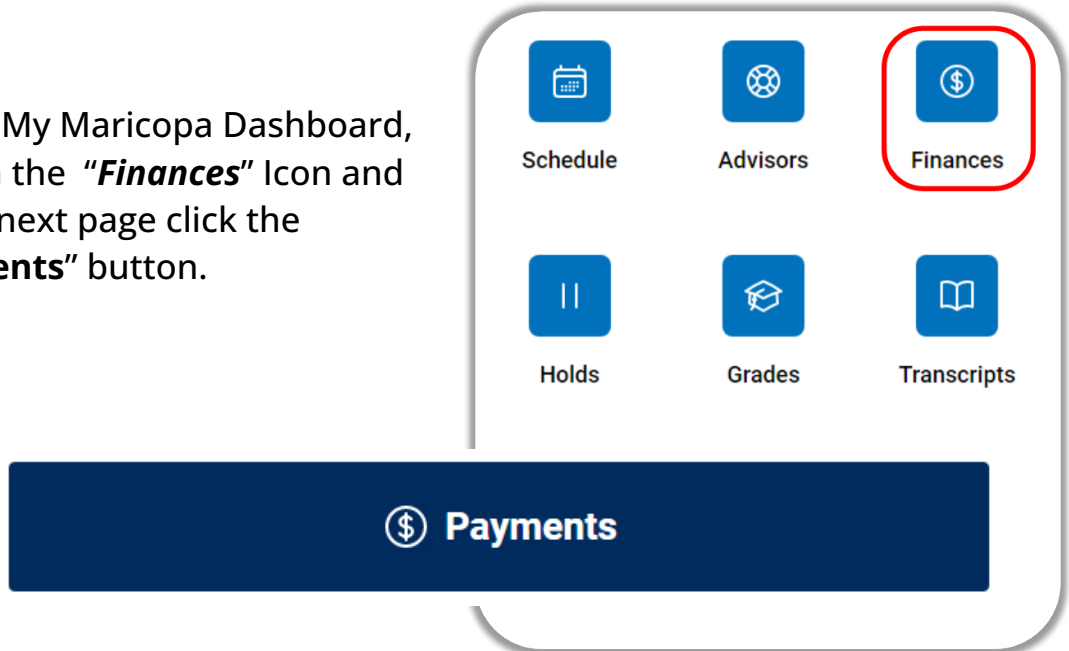 My Maricopa Dashboard,
the “Finances” Icon and
next page click the
ents” button.
Schedule
Advisors
Finances
Holds
Grades
Transcripts
Payments